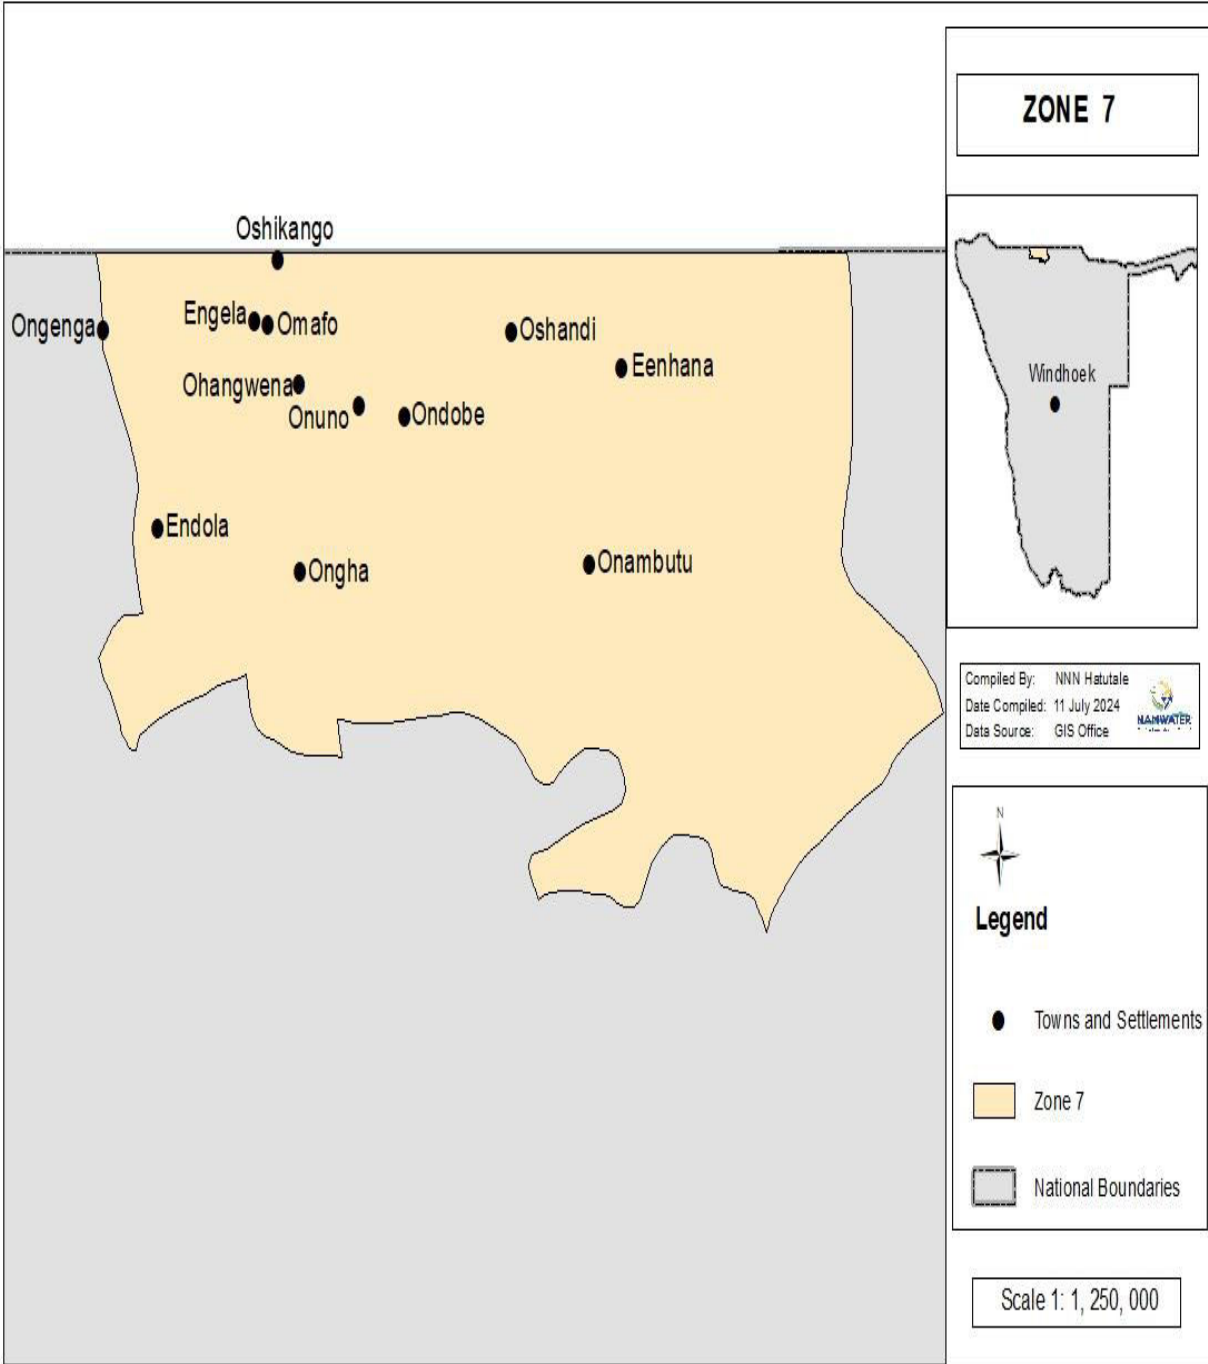 ZONE 7
Oshikango
Engela
Omafo
Ongenga
Oshandi
Eenhana
Ohangwena
Onuno
Ondobe
Endola
Ongha
Onambutu
Windhoek
Compiled By: NNN Hatutale
Date Compiled: 11 July 2024
Data Source: GIS Office
NAMWATER
N
Legend
Towns and Settlements
Zone 7
National Boundaries
Scale 1: 1, 250, 000